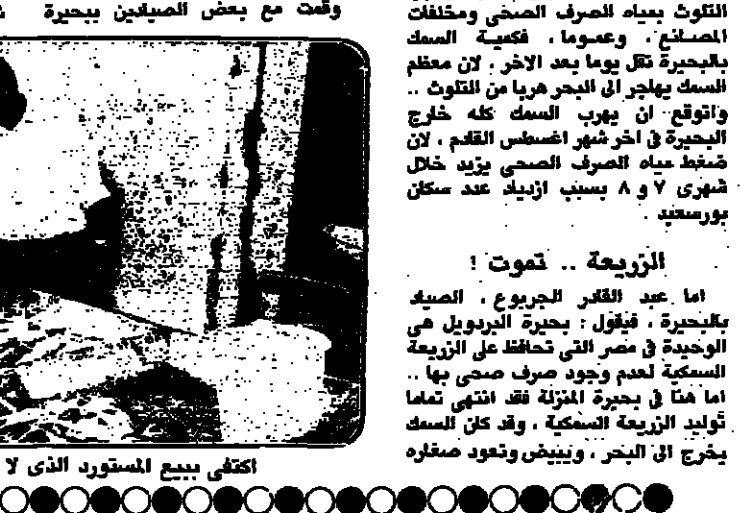 التلوث بمياه الصرف الصحى ومخلفات
المصانع . وعموما ، فكمية السمك
بالبحيرة تقل يوما بعد الاخر ، لان معظم
السمك يهاجر الى البحر هربا من التلوث ..
واتوقع ان يهرب السمك كله خارج
البحيرة فى اخر شهر اغسطس القادم ، لان
ضغط مياه الصرف الصحى يزيد خلال
شهرى ٧ و ٨ بسبب ازدياد عدد سكان
بورسعيد .
الزريعة .. تموت !
اما عبد القادر الجربوع ، الصياد
بالبحيرة ، فيقول : بحيرة البردويل هى
الوحيدة فى مصر التى تحافظ على الزريعة
السمكية لعدم وجود صرف صحى بها ..
اما هنا فى بحيرة المنزلة فقد انتهى تماما
توليد الزريعة السمكية ، وقد كان السمك
يخرج الى البحر ، ويبيض وتعود صغاره
وقمت مع بعض الصيادين ببحيرة
اكتفى ببيع المستورد الذى لا